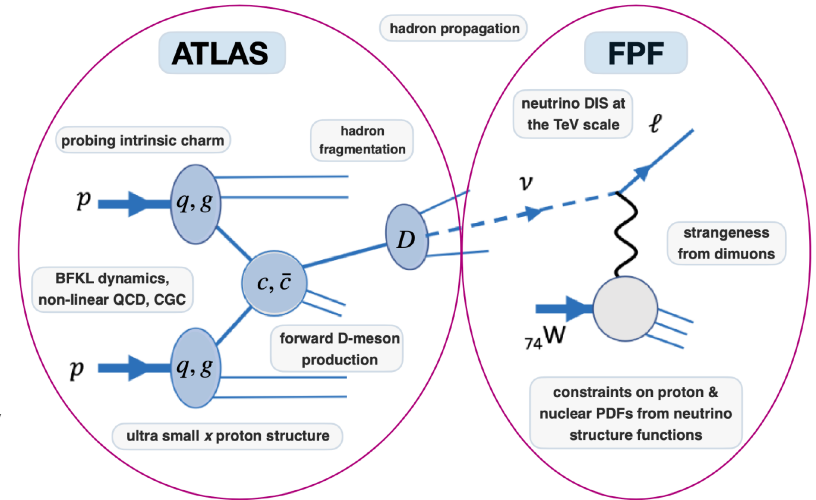 hadron propagation
ATLAS
FPF
neutrino DIS at
the TeV scale
ℓ
hadron
fragmentation
probing intrinsic charm
ν
p
q, g
D
strangeness
from dimuons
BFKL dynamics,
non-linear QCD, CGC
c, c̄
74W
forward D-meson
production
p
q, g
constraints on proton &
nuclear PDFs from neutrino
structure functions
ultra small x proton structure